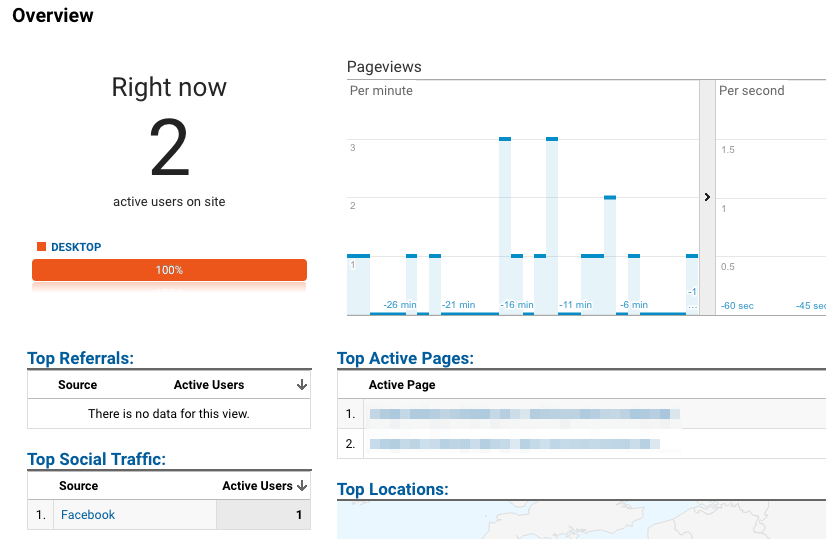 Overview
Right now
2
active users on site
DESKTOP
100%
Pageviews
Per minute
3
2
1
-26 min
-21 min
-16 min
-11 min
-6 min
-1
...
Per second
1.5
1
0.5
-60 sec
-45 sec
Top Referrals:
Source Active Users
There is no data for this view.
Top Social Traffic:
Source Active Users
1. Facebook 1
Top Active Pages:
Active Page
1.
2.
Top Locations: